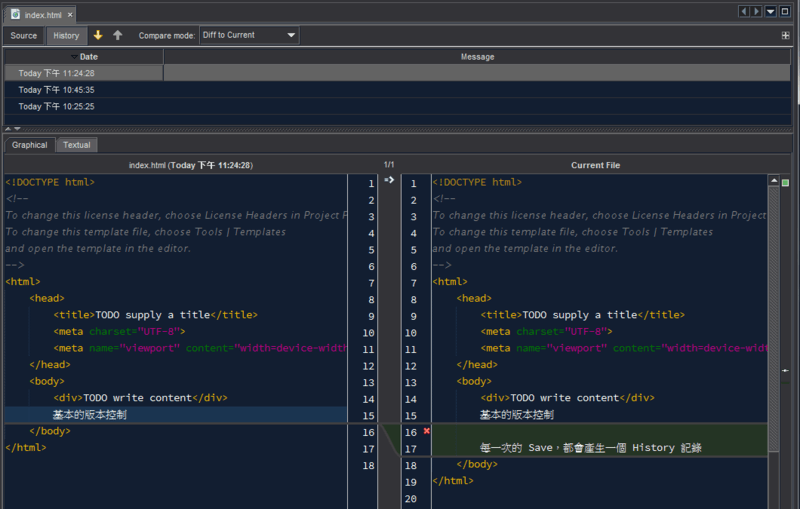 index.html
Source History Compare mode: Diff to Current
Date Message
Today 下午 11:24:28
Today 下午 10:45:35
Today 下午 10:25:25
Graphical Textual
index.html (Today 下午 11:24:28) 1/1 Current File
<!DOCTYPE html> 1
<!-- 2
To change this license header, choose License Headers in Project P 3
To change this template file, choose Tools | Templates 4
and open the template in the editor. 5
--> 6
<html> 7
<head> 8
<title>TODO supply a title</title> 9
<meta charset="UTF-8"> 10
<meta name="viewport" content="width=device-width 11
</head> 12
<body> 13
<div>TODO write content</div> 14
基本的版本控制 15
</body> 16
</html> 17
18
1 <!DOCTYPE html>
2 <!--
3 To change this license header, choose License Headers in Project
4 To change this template file, choose Tools | Templates
5 and open the template in the editor.
6 -->
7 <html>
8 <head>
9 <title>TODO supply a title</title>
10 <meta charset="UTF-8">
11 <meta name="viewport" content="width=device-wid
12 </head>
13 <body>
14 <div>TODO write content</div>
15 基本的版本控制
16
17 每一次的 Save，都會產生一個 History 記錄
18 </body>
19 </html>
20